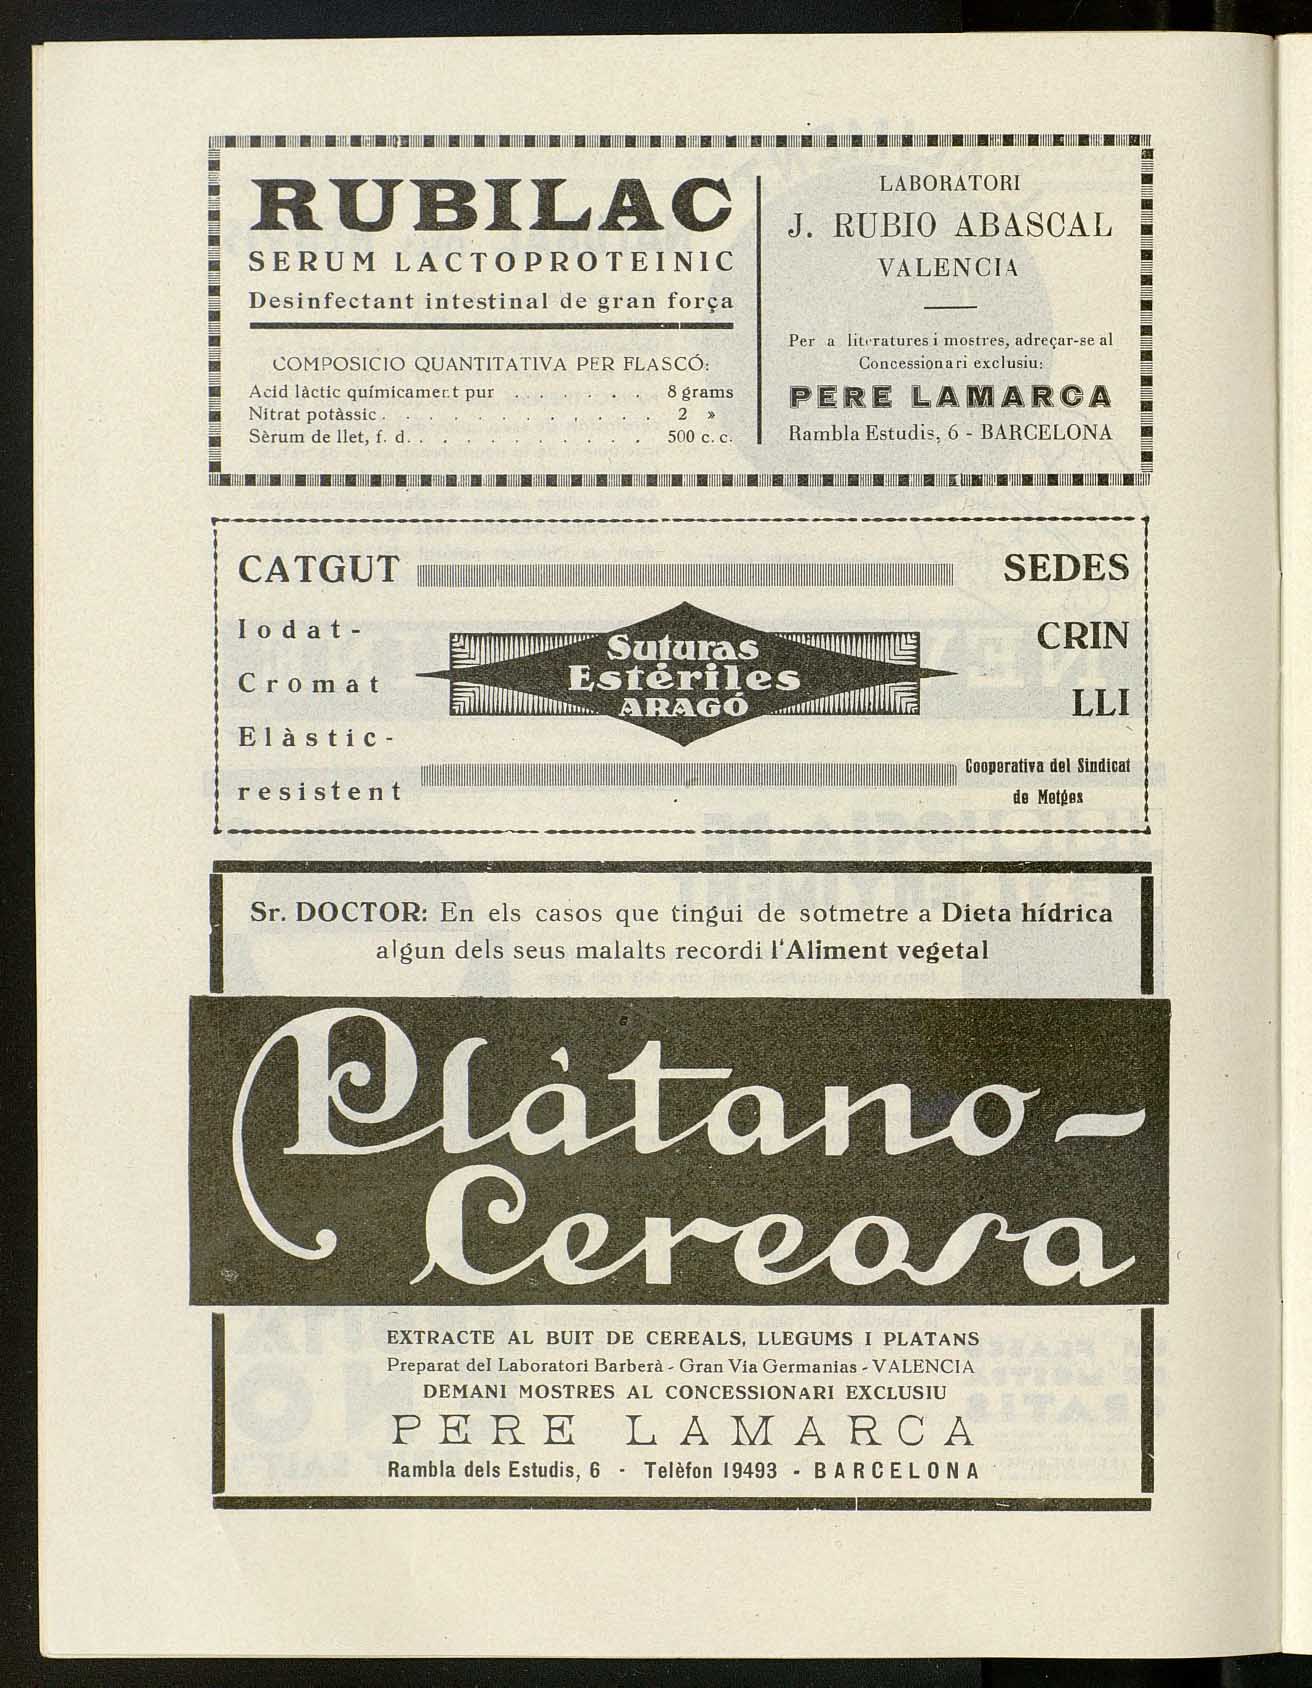 RUBILAC
SERUM LACTOPROTEINIC
Desinfectant intestinal de gran força
COMPOSICIO QUANTITATIVA PER FLASCÓ:
Acid làctic químicament pur . . . . . . 8 grams
Nitrat potàssic . . . . . . . . . . . . 2 »
Sèrum de llet, f. d. . . . . . . . . . . 500 c. c.
LABORATORI
J. RUBIO ABASCAL
VALENCIA
Per a literatures i mostres, adreçar-se al
Concessionari exclusiu:
PERE LAMARCA
Rambla Estudis, 6 - BARCELONA
CATGUT
Iodat-
Cromat
Elàstic-
resistent
Suturas
Estériles
ARAGÓ
SEDES
CRIN
LLI
Cooperativa del Sindicat
de Metges
Sr. DOCTOR: En els casos que tingui de sotmetre a Dieta hídrica
algun dels seus malalts recordi l'Aliment vegetal
Plàtano-
Cereosa
EXTRACTE AL BUIT DE CEREALS, LLEGUMS I PLATANS
Preparat del Laboratori Barberà - Gran Via Germanias - VALENCIA
DEMANI MOSTRES AL CONCESSIONARI EXCLUSIU
PERE LAMARCA
Rambla dels Estudis, 6 - Telèfon 19493 - BARCELONA